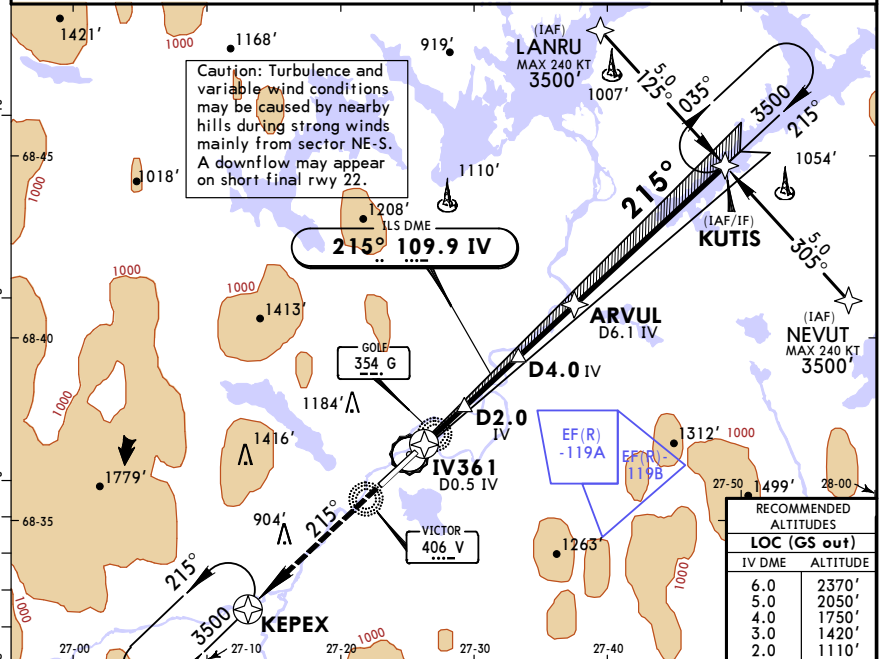 1421'
1000
1168'
919'
(IAF)
LANRU
MAX 240 KT
3500'
1007'
5.0
125°
035°
3500
215°
Caution: Turbulence and
variable wind conditions
may be caused by nearby
hills during strong winds
mainly from sector NE-S.
A downflow may appear
on short final rwy 22.
68-45
1000
1018'
1110'
1054'
215°
1208'
ILS DME
215° 109.9 IV
(IAF/IF)
KUTIS
5.0
305°
1000
1000
1413'
ARVUL
D6.1 IV
(IAF)
NEVUT
MAX 240 KT
3500'
68-40
GOLF
354 G
D4.0 IV
1000
1184'
D2.0
IV
1416'
EF(R)
-119A
EF(R)-
119B
1312'
1000
1779'
IV361
D0.5 IV
27-50
1499'
28-00
68-35
215°
904'
VICTOR
406 V
1263'
1000
RECOMMENDED
ALTITUDES
LOC (GS out)
IV DME ALTITUDE
6.0 2370'
5.0 2050'
4.0 1750'
3.0 1420'
2.0 1110'
215°
1000
3500
KEPEX
27-00
27-10
27-20
1000
27-30
27-40